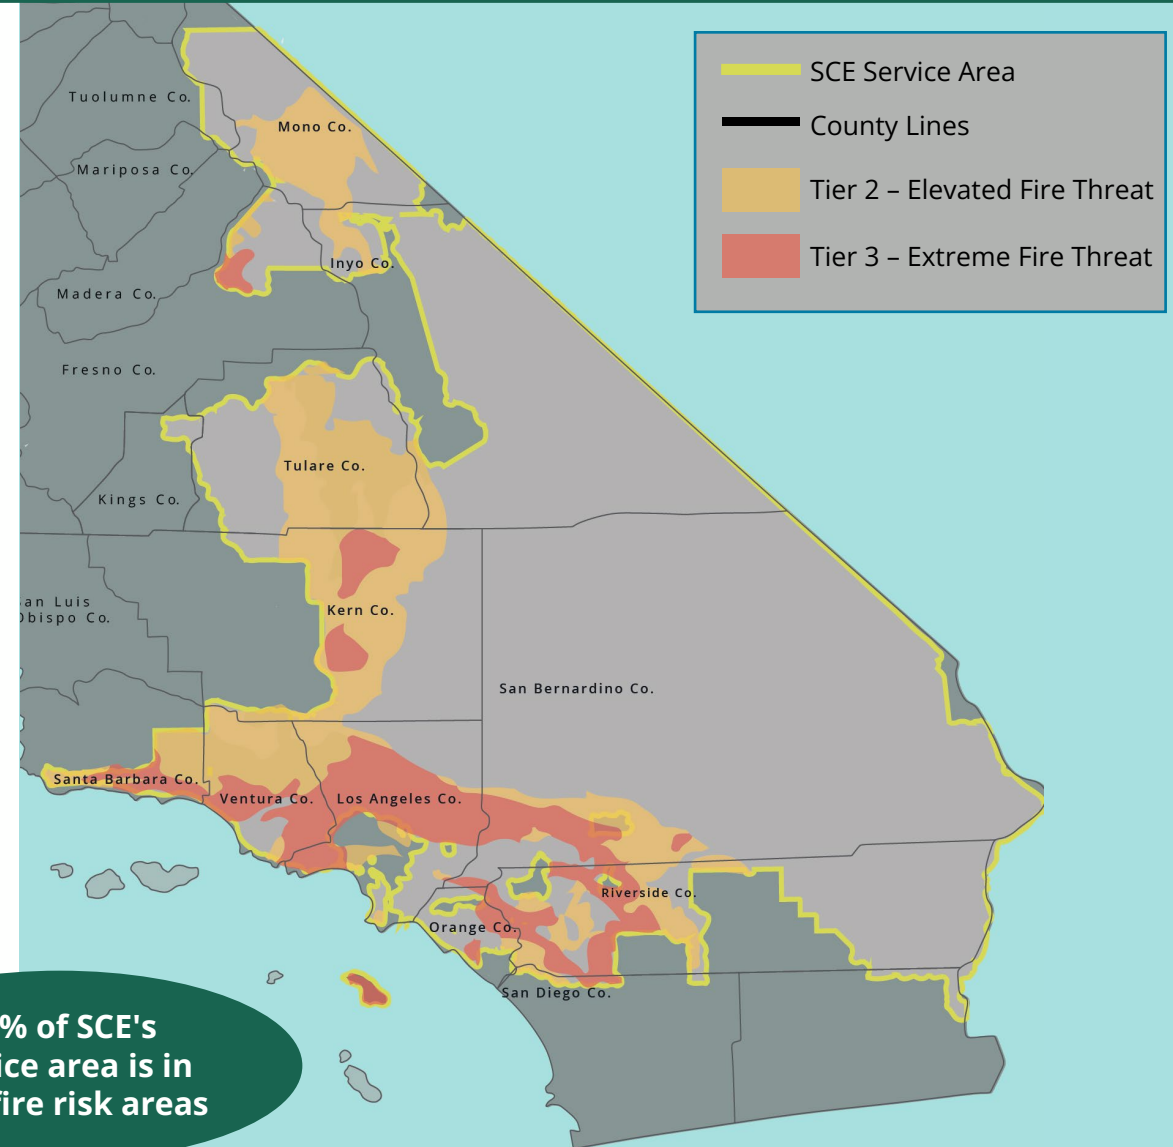 SCE Service Area
County Lines
Tier 2 – Elevated Fire Threat
Tier 3 – Extreme Fire Threat
Tuolumne Co.
Mono Co.
Mariposa Co.
Inyo Co.
Madera Co.
Fresno Co.
Tulare Co.
Kings Co.
an Luis
bispo Co.
Kern Co.
San Bernardino Co.
Santa Barbara Co.
Ventura Co.
Los Angeles Co.
Riverside Co.
Orange Co.
San Diego Co.
% of SCE's
ice area is in
fire risk areas